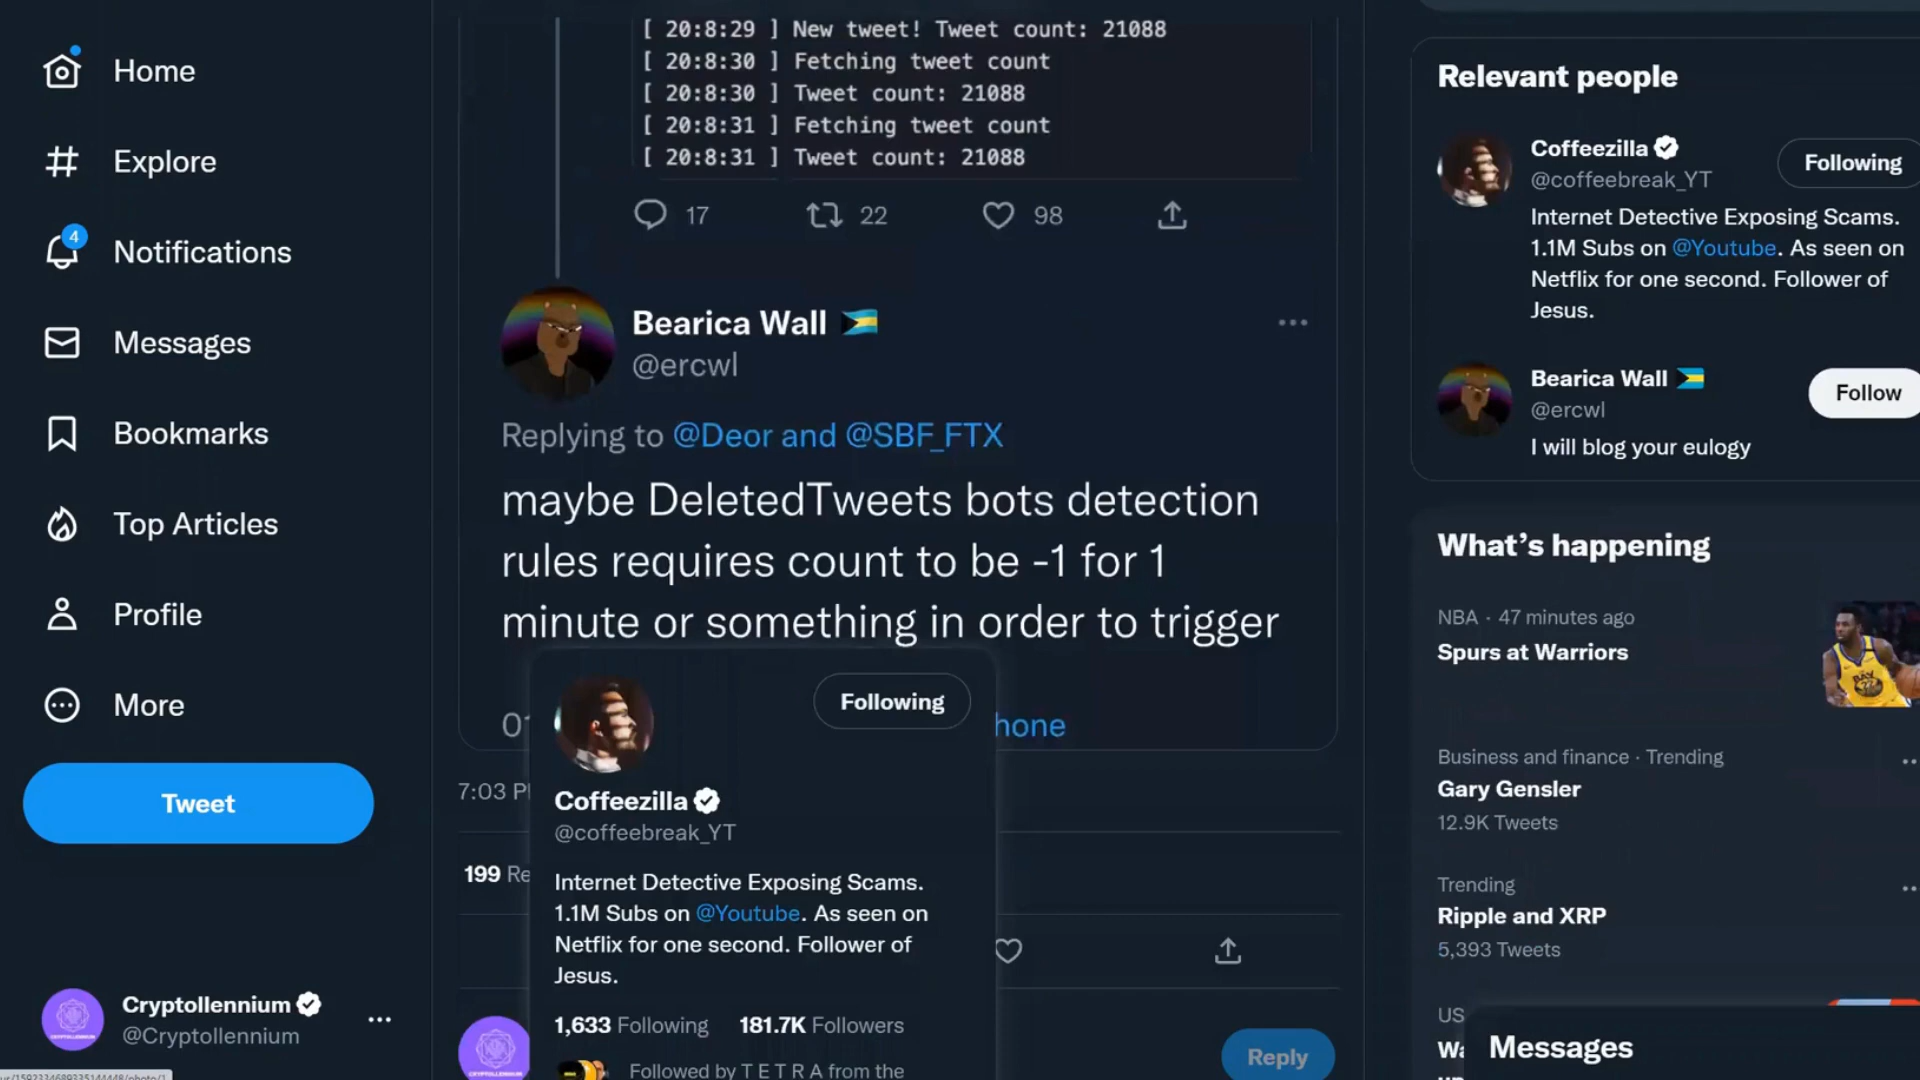 Home
Explore
4
Notifications
Messages
Bookmarks
Top Articles
Profile
More
Tweet
Cryptollennium
@Cryptollennium
[ 20:8:29 ] New tweet! Tweet count: 21088
[ 20:8:30 ] Fetching tweet count
[ 20:8:30 ] Tweet count: 21088
[ 20:8:31 ] Fetching tweet count
[ 20:8:31 ] Tweet count: 21088
17 22 98
Bearica Wall
@ercwl
Replying to @Deor and @SBF_FTX
maybe DeletedTweets bots detection
rules requires count to be -1 for 1
minute or something in order to trigger
hone
7:03 P
199 Re
Following
Coffeezilla
@coffeebreak_YT
Internet Detective Exposing Scams.
1.1M Subs on @Youtube. As seen on
Netflix for one second. Follower of
Jesus.
1,633 Following 181.7K Followers
Followed by T E T R A from the
Reply
Relevant people
Coffeezilla
@coffeebreak_YT
Following
Internet Detective Exposing Scams.
1.1M Subs on @Youtube. As seen on
Netflix for one second. Follower of
Jesus.
Bearica Wall
@ercwl
Follow
I will blog your eulogy
What's happening
NBA · 47 minutes ago
Spurs at Warriors
Business and finance · Trending
Gary Gensler
12.9K Tweets
Trending
Ripple and XRP
5,393 Tweets
US
Messages